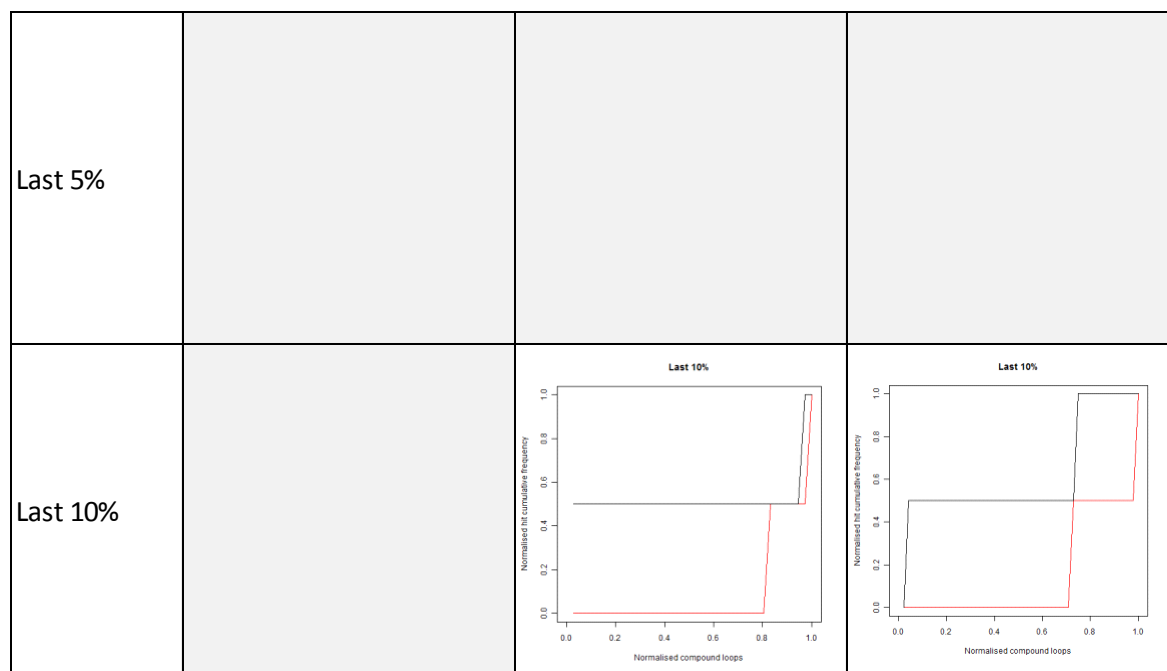 Last 5%
Last 10%
Last 10%
Normalised hit cumulative frequency
1.0
0.8
0.6
0.4
0.2
0.0
0.0 0.2 0.4 0.6 0.8 1.0
Normalised compound loops
Last 10%
Normalised hit cumulative frequency
1.0
0.8
0.6
0.4
0.2
0.0
0.0 0.2 0.4 0.6 0.8 1.0
Normalised compound loops